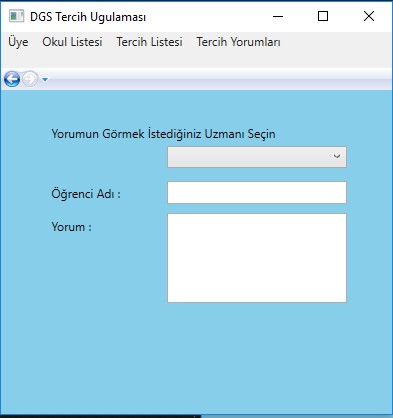 DGS Tercih Ugulaması
Üye Okul Listesi Tercih Listesi Tercih Yorumları
Yorumun Görmek İstediğiniz Uzmanı Seçin
Öğrenci Adı :
Yorum :